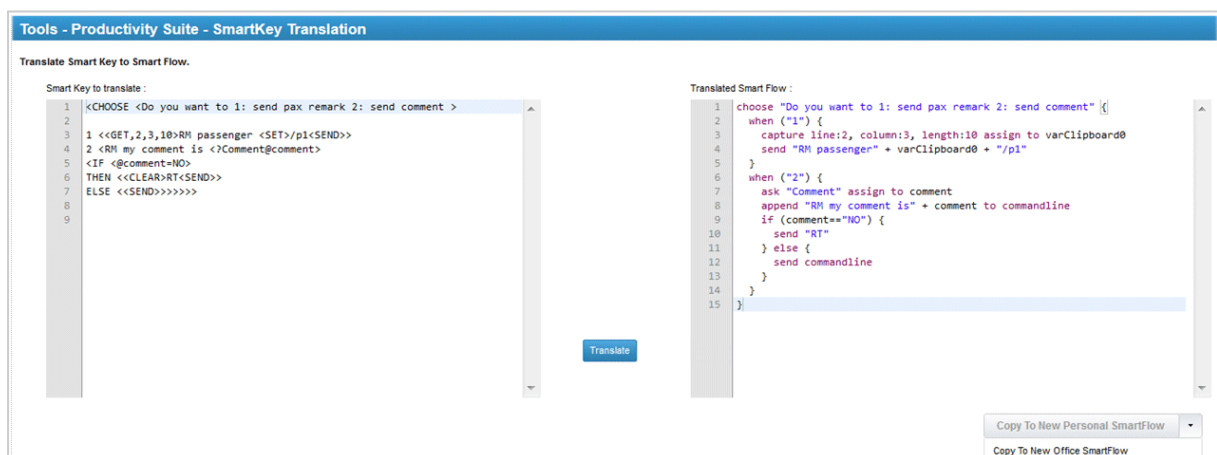 Tools - Productivity Suite - SmartKey Translation
Translate Smart Key to Smart Flow.
Smart Key to translate :
1 <CHOOSE <Do you want to 1: send pax remark 2: send comment >
2
3 1 <<GET,2,3,10>RM passenger <SET>/p1<SEND>>
4 2 <RM my comment is <?Comment@comment>
5 <IF <@comment=NO>
6 THEN <<CLEAR>RT<SEND>>
7 ELSE <<SEND>>>>>>>
8
9
Translate
Translated Smart Flow :
1 choose "Do you want to 1: send pax remark 2: send comment" {
2 when ("1") {
3 capture line:2, column:3, length:10 assign to varClipboard0
4 send "RM passenger" + varClipboard0 + "/p1"
5 }
6 when ("2") {
7 ask "Comment" assign to comment
8 append "RM my comment is" + comment to commandline
9 if (comment=="NO") {
10 send "RT"
11 } else {
12 send commandline
13 }
14 }
15 }
Copy To New Personal SmartFlow
Copy To New Office SmartFlow